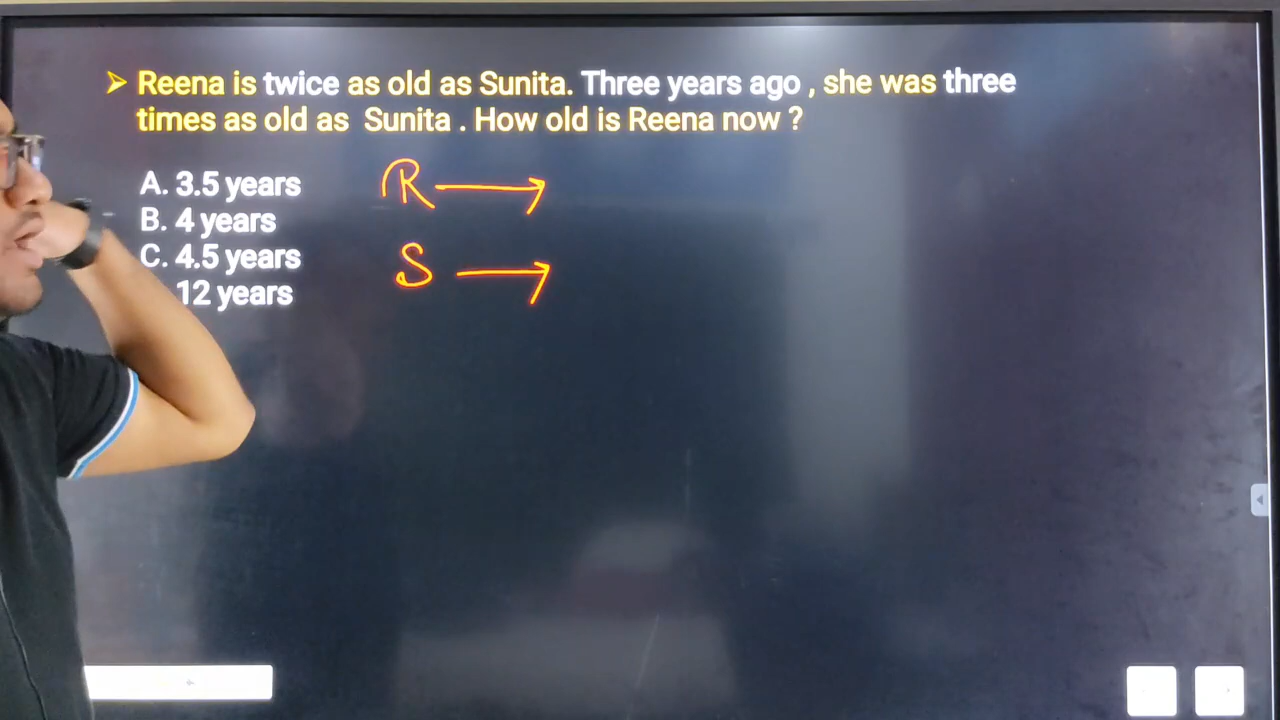 ➢ Reena is twice as old as Sunita. Three years ago , she was three
times as old as Sunita . How old is Reena now ?
A. 3.5 years
B. 4 years
C. 4.5 years
12 years
R →
S →